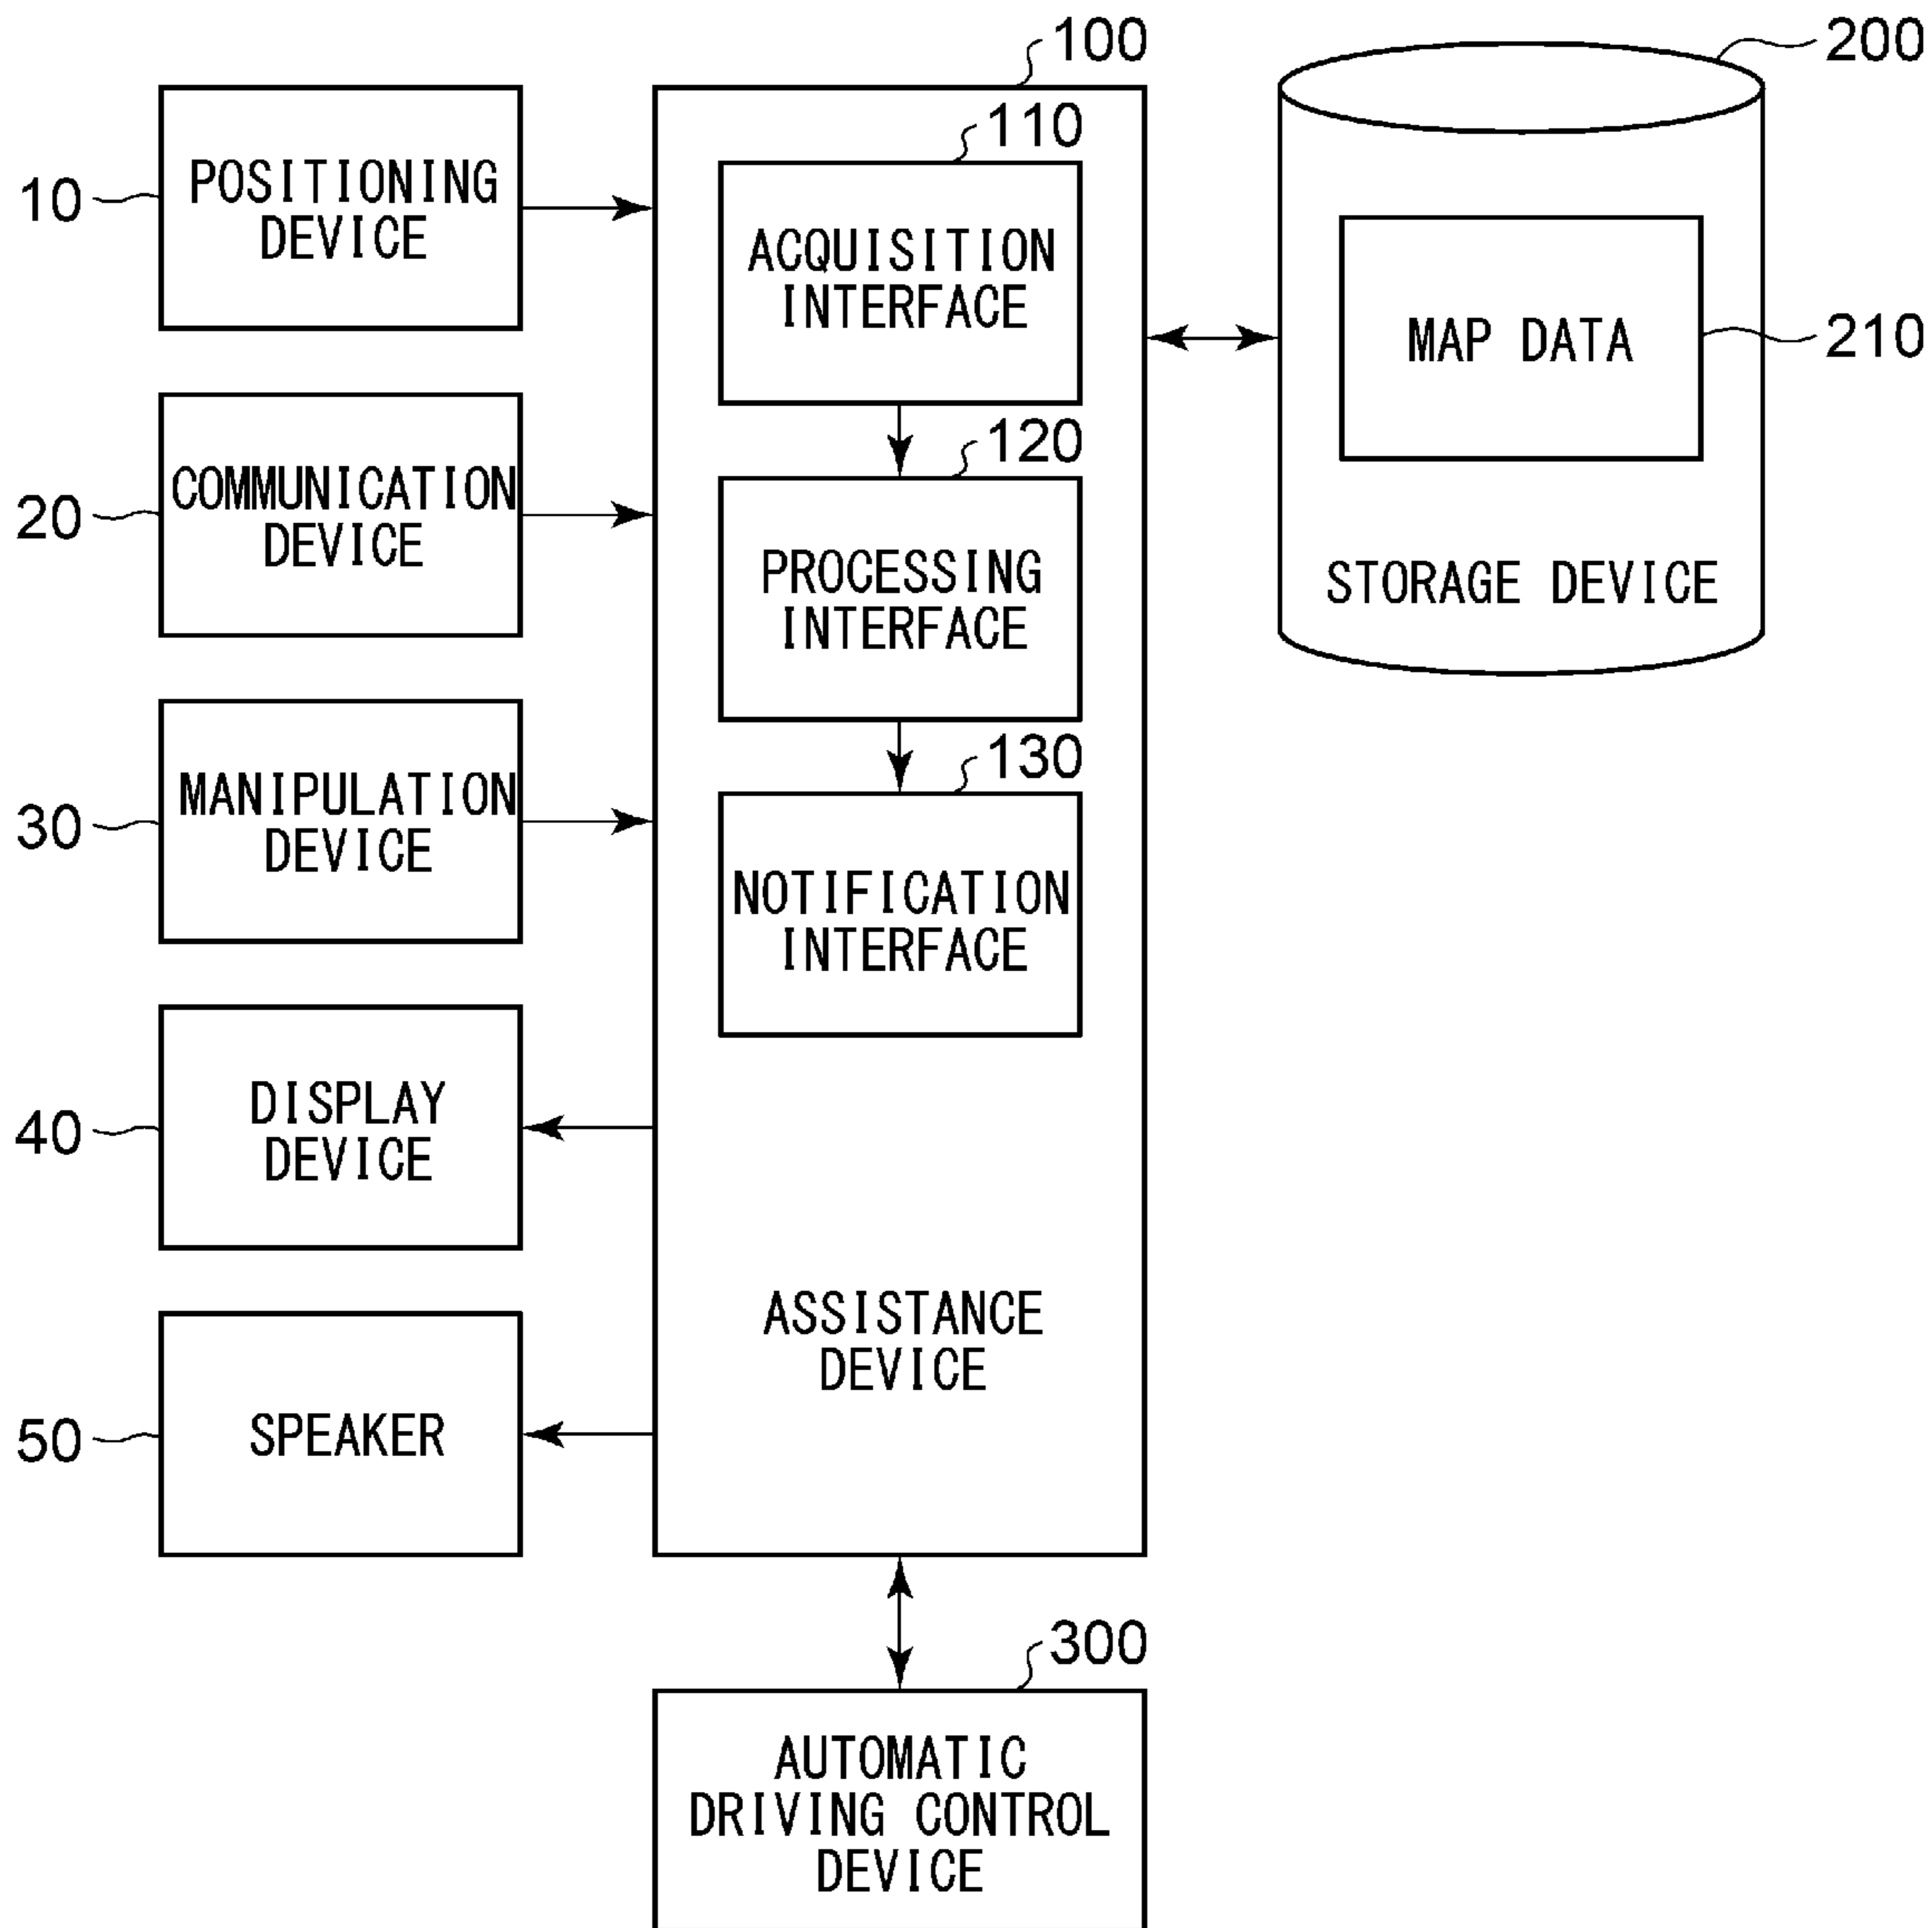 100
200
110
10
POSITIONING
DEVICE
ACQUISITION
INTERFACE
MAP DATA
210
120
20
COMMUNICATION
DEVICE
PROCESSING
INTERFACE
STORAGE DEVICE
130
30
MANIPULATION
DEVICE
NOTIFICATION
INTERFACE
40
DISPLAY
DEVICE
ASSISTANCE
DEVICE
50
SPEAKER
300
AUTOMATIC
DRIVING CONTROL
DEVICE